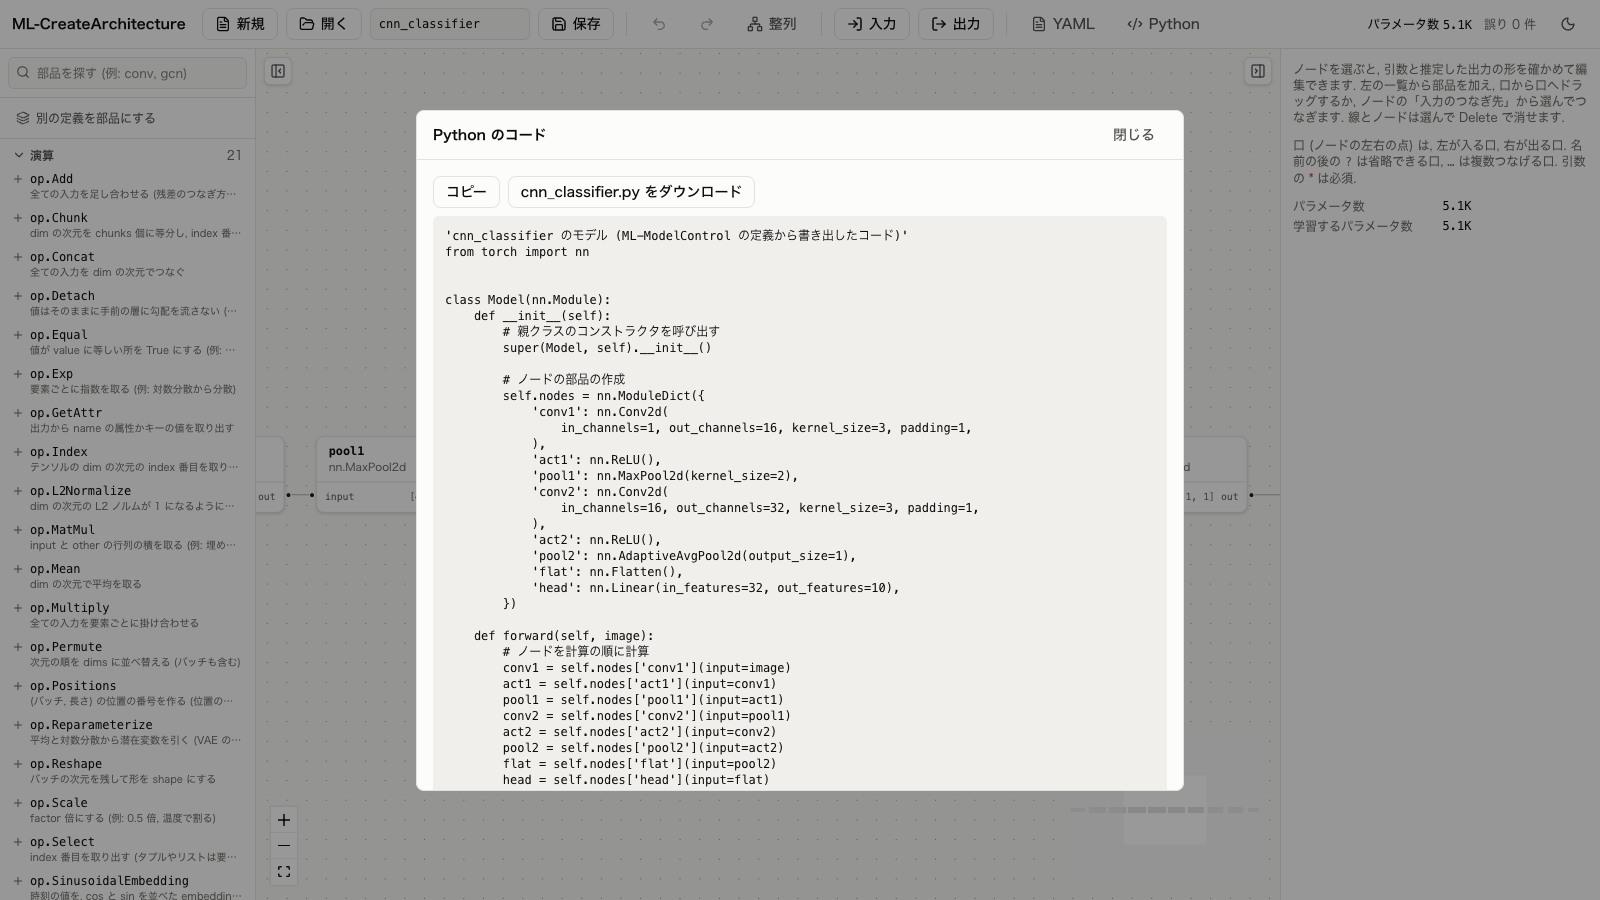 ML-CreateArchitecture
新規
開く
cnn_classifier
保存
整列
入力
出力
YAML
Python
パラメータ数 5.1K
誤り 0 件
部品を探す (例: conv, gcn)
別の定義を部品にする
演算 21
op.Add
全ての入力を足し合わせる (残差のつなぎ方…
op.Chunk
dim の次元を chunks 個に等分し, index 番…
op.Concat
全ての入力を dim の次元でつなぐ
op.Detach
値はそのままに手前の層に勾配を流さない (…
op.Equal
値が value に等しい所を True にする (例: …
op.Exp
要素ごとに指数を取る (例: 対数分散から分散)
op.GetAttr
出力から name の属性かキーの値を取り出す
op.Index
テンソルの dim の次元の index 番目を取り…
op.L2Normalize
dim の次元の L2 ノルムが 1 になるように…
op.MatMul
input と other の行列の積を取る (例: 埋め…
op.Mean
dim の次元で平均を取る
op.Multiply
全ての入力を要素ごとに掛け合わせる
op.Permute
次元の順を dims に並べ替える (バッチも含む)
op.Positions
(バッチ, 長さ) の位置の番号を作る (位置の…
op.Reparameterize
平均と対数分散から潜在変数を引く (VAE の…
op.Reshape
バッチの次元を残して形を shape にする
op.Scale
factor 倍にする (例: 0.5 倍, 温度で割る)
op.Select
index 番目を取り出す (タプルやリストは要…
op.SinusoidalEmbedding
時刻の値を, cos と sin を並べた embeddin…
out
pool1
nn.MaxPool2d
input
Python のコード
閉じる
コピー
cnn_classifier.py をダウンロード
'cnn_classifier のモデル (ML-ModelControl の定義から書き出したコード)'
from torch import nn
class Model(nn.Module):
    def __init__(self):
        # 親クラスのコンストラクタを呼び出す
        super(Model, self).__init__()
        # ノードの部品の作成
        self.nodes = nn.ModuleDict({
            'conv1': nn.Conv2d(
                in_channels=1, out_channels=16, kernel_size=3, padding=1,
            ),
            'act1': nn.ReLU(),
            'pool1': nn.MaxPool2d(kernel_size=2),
            'conv2': nn.Conv2d(
                in_channels=16, out_channels=32, kernel_size=3, padding=1,
            ),
            'act2': nn.ReLU(),
            'pool2': nn.AdaptiveAvgPool2d(output_size=1),
            'flat': nn.Flatten(),
            'head': nn.Linear(in_features=32, out_features=10),
        })
    def forward(self, image):
        # ノードを計算の順に計算
        conv1 = self.nodes['conv1'](input=image)
        act1 = self.nodes['act1'](input=conv1)
        pool1 = self.nodes['pool1'](input=act1)
        conv2 = self.nodes['conv2'](input=pool1)
        act2 = self.nodes['act2'](input=conv2)
        pool2 = self.nodes['pool2'](input=act2)
        flat = self.nodes['flat'](input=pool2)
        head = self.nodes['head'](input=flat)
d
1, 1] out
ノードを選ぶと, 引数と推定した出力の形を確かめて編
集できます. 左の一覧から部品を加え, 口から口へドラ
ッグするか, ノードの「入力のつなぎ先」から選んでつ
なぎます. 線とノードは選んで Delete で消せます.
口 (ノードの左右の点) は, 左が入る口, 右が出る口. 名
前の後の ? は省略できる口, … は複数つなげる口. 引数
の * は必須.
パラメータ数 5.1K
学習するパラメータ数 5.1K